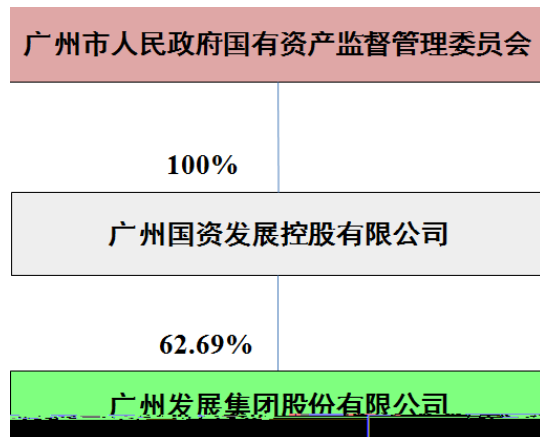 广州市人民政府国有资产监督管理委员会
100%
广州国资发展控股有限公司
62.69%
广州发展集团股份有限公司